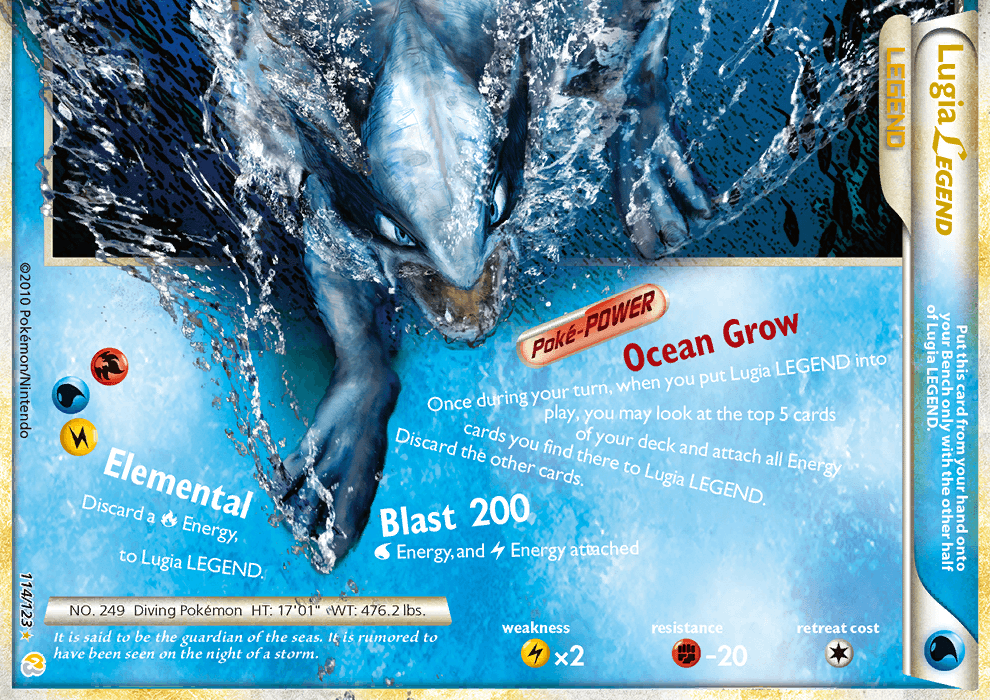 Lugia LEGEND
LEGEND
Put this card from your hand onto
your Bench only with the other half
of Lugia LEGEND.
Poké-POWER
Ocean Grow
Once during your turn, when you put Lugia LEGEND into
play, you may look at the top 5 cards
of your deck and attach all Energy
cards you find there to Lugia LEGEND.
Discard the other cards.
Elemental Blast 200
Discard a Energy, Energy, and Energy attached
to Lugia LEGEND.
NO. 249 Diving Pokémon HT: 17'01" WT: 476.2 lbs.
It is said to be the guardian of the seas. It is rumored to
have been seen on the night of a storm.
weakness
×2
resistance
-20
retreat cost
©2010 Pokémon/Nintendo
114/123